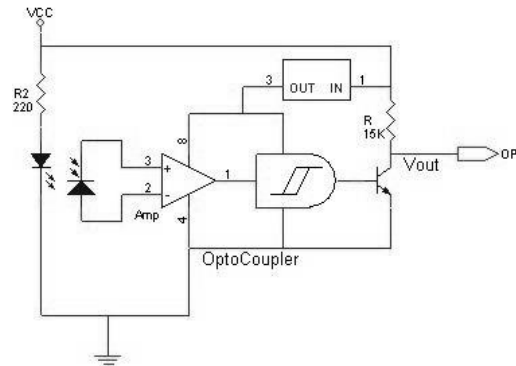 VCC
R2
220
3
OUT IN
1
R
15K
8
3
+
2
-
1
4
Amp
Vout
OP
OptoCoupler